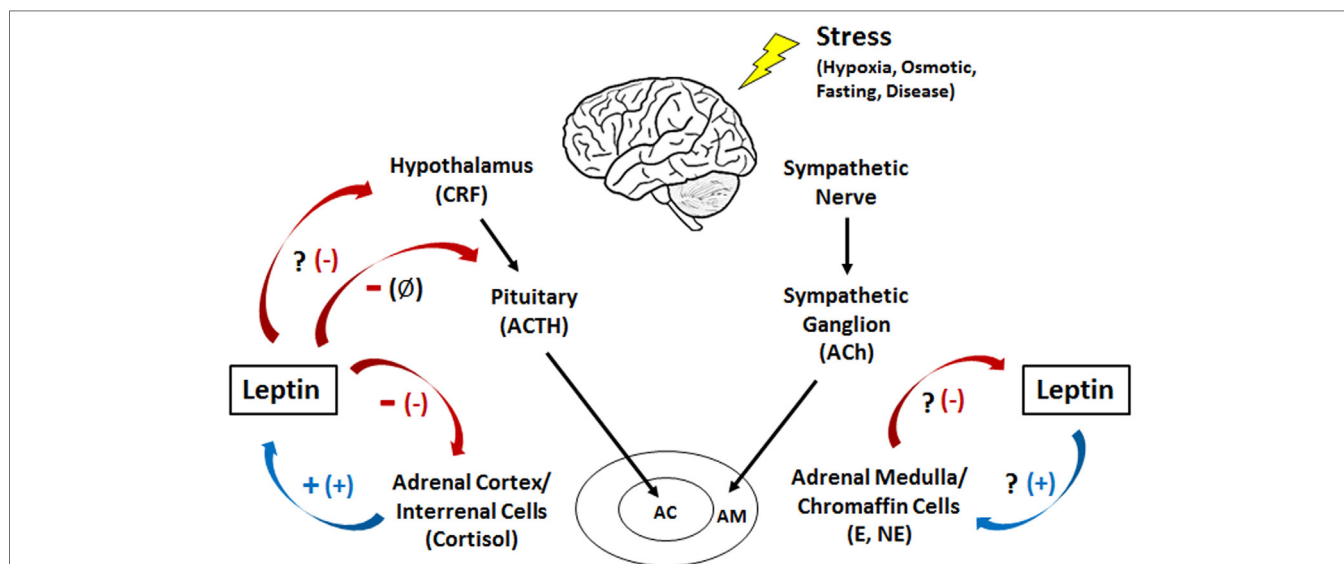 Stress
(Hypoxia, Osmotic,
Fasting, Disease)
Hypothalamus
(CRF)
Sympathetic
Nerve
? (-)
- (Ø)
Pituitary
(ACTH)
Sympathetic
Ganglion
(ACh)
Leptin
- (-)
? (-)
Leptin
+ (+)
Adrenal Cortex/
Interrenal Cells
(Cortisol)
AC
AM
Adrenal Medulla/
Chromaffin Cells
(E, NE)
? (+)